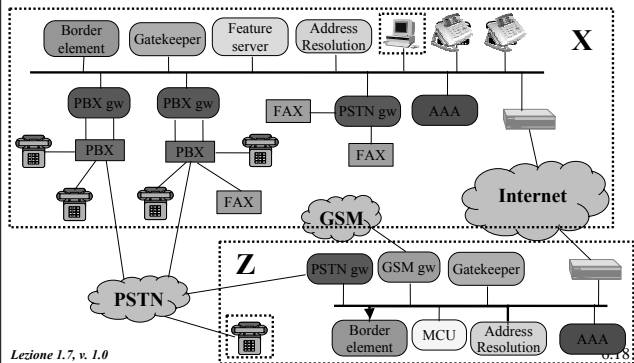 Border element
Gatekeeper
Feature server
Address Resolution
X
PBX gw
PBX gw
FAX
PSTN gw
AAA
PBX
PBX
FAX
FAX
Internet
GSM
Z
PSTN gw
GSM gw
Gatekeeper
PSTN
Border element
MCU
Address Resolution
AAA
Lezione 1.7, v. 1.0